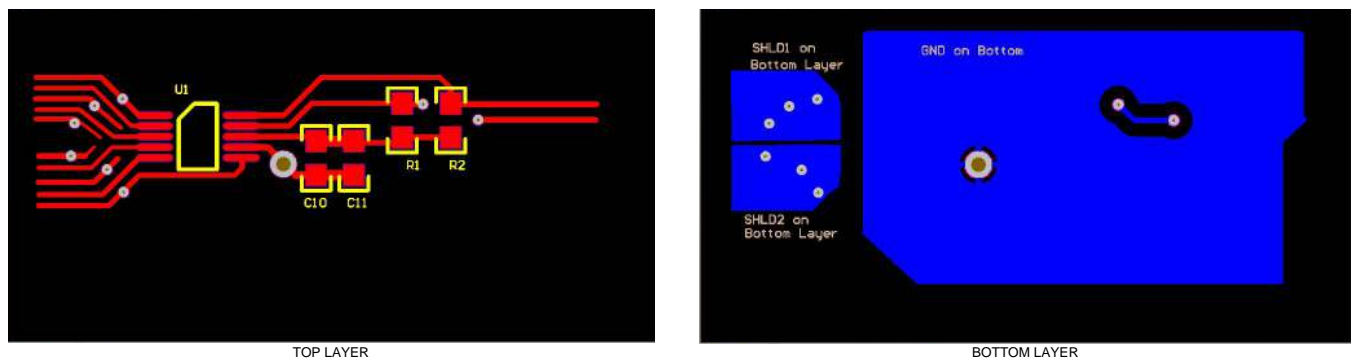 U1
R1
R2
C10
C11
TOP LAYER
SHLD1 on
Bottom Layer
GND on Bottom
SHLD2 on
Bottom Layer
BOTTOM LAYER